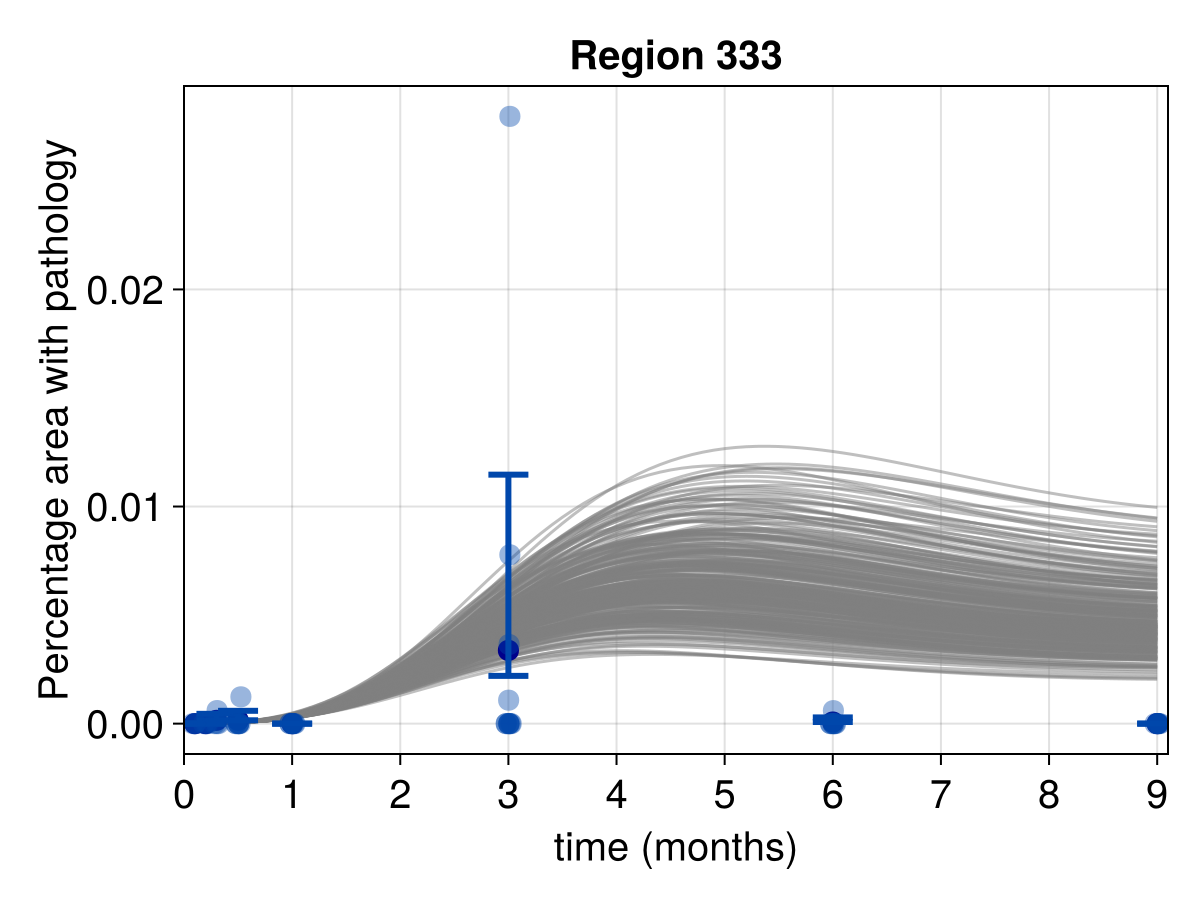 Region 333
Percentage area with pathology
0.02
0.01
0.00
0 1 2 3 4 5 6 7 8 9
time (months)